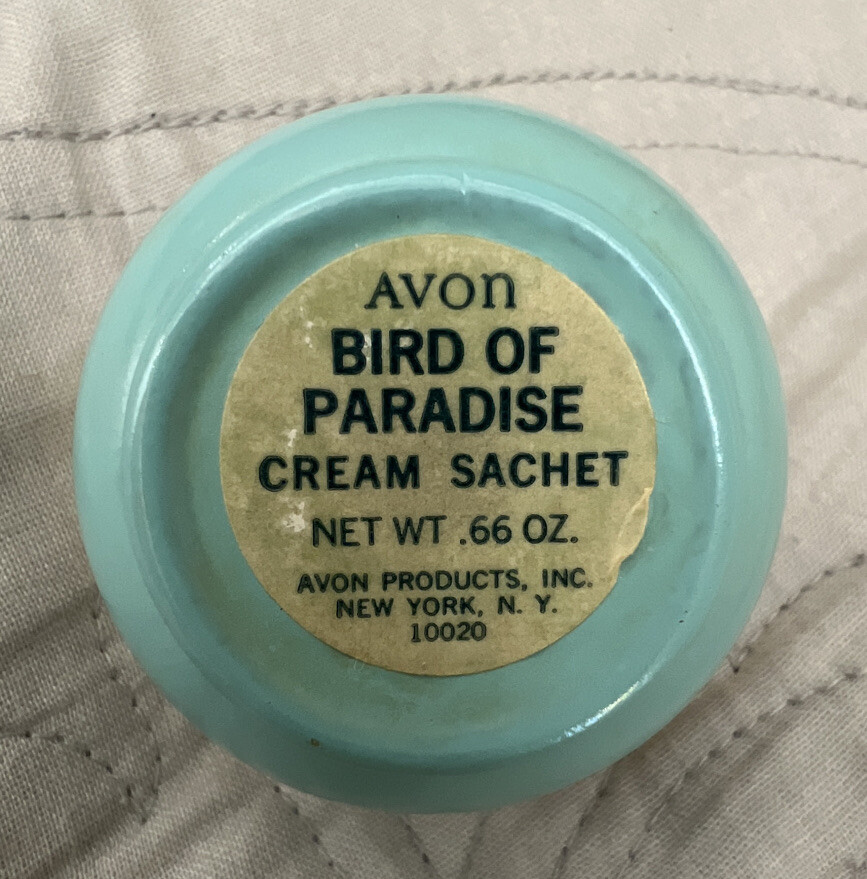 AVON
BIRD OF
PARADISE
CREAM SACHET
NET WT .66 OZ.
AVON PRODUCTS, INC.
NEW YORK, N. Y.
10020